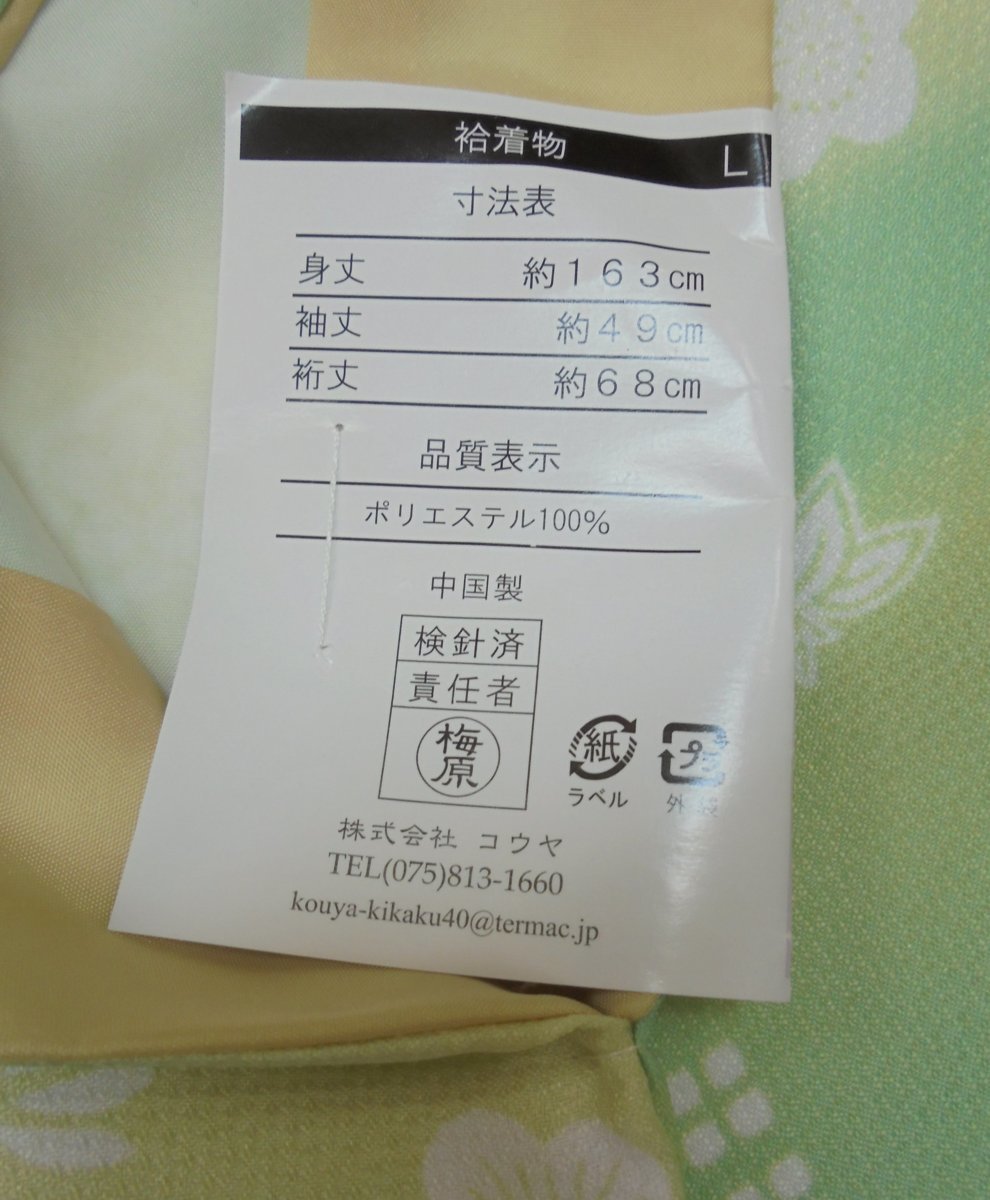 袷着物 L
寸法表
身丈 約163cm
袖丈 約49cm
裄丈 約68cm
品質表示
ポリエステル100%
中国製
検針済
責任者
梅原
紙
ラベル
プラ
外袋
株式会社 コウヤ
TEL(075)813-1660
kouya-kikaku40@termac.jp